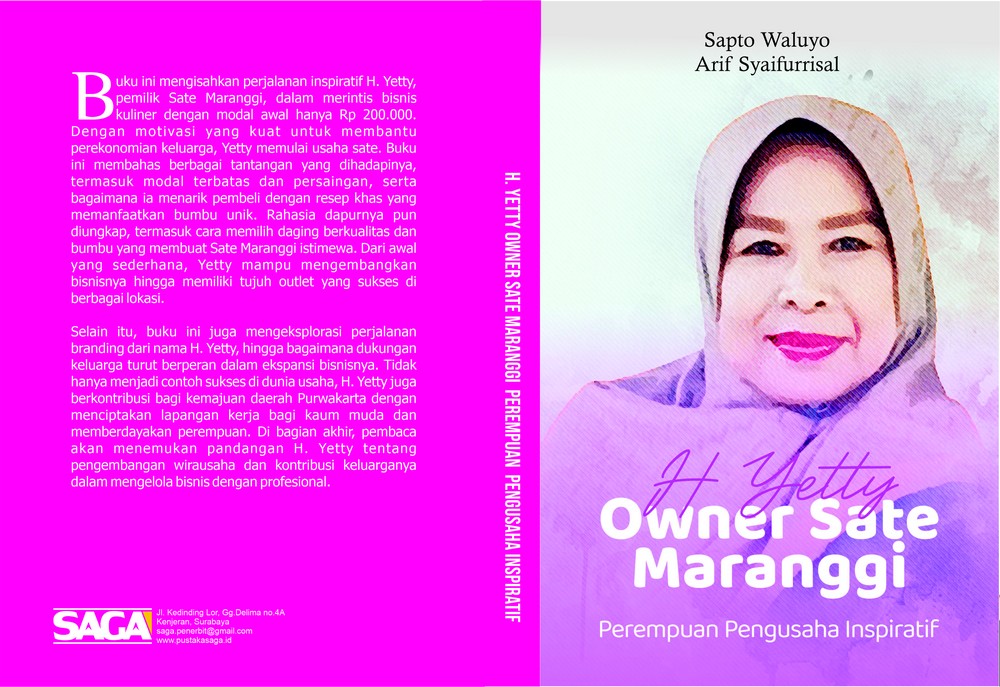 Buku ini mengisahkan perjalanan inspiratif H. Yetty,
pemilik Sate Maranggi, dalam merintis bisnis
kuliner dengan modal awal hanya Rp 200.000.
Dengan motivasi yang kuat untuk membantu
perekonomian keluarga, Yetty memulai usaha sate. Buku
ini membahas berbagai tantangan yang dihadapinya,
termasuk modal terbatas dan persaingan, serta
bagaimana ia menarik pembeli dengan resep khas yang
memanfaatkan bumbu unik. Rahasia dapurnya pun
diungkap, termasuk cara memilih daging berkualitas dan
bumbu yang membuat Sate Maranggi istimewa. Dari awal
yang sederhana, Yetty mampu mengembangkan
bisnisnya hingga memiliki tujuh outlet yang sukses di
berbagai lokasi.
Selain itu, buku ini juga mengeksplorasi perjalanan
branding dari nama H. Yetty, hingga bagaimana dukungan
keluarga turut berperan dalam ekspansi bisnisnya. Tidak
hanya menjadi contoh sukses di dunia usaha, H. Yetty juga
berkontribusi bagi kemajuan daerah Purwakarta dengan
menciptakan lapangan kerja bagi kaum muda dan
memberdayakan perempuan. Di bagian akhir, pembaca
akan menemukan pandangan H. Yetty tentang
pengembangan wirausaha dan kontribusi keluarganya
dalam mengelola bisnis dengan profesional.
SAGA
Jl. Kedinding Lor, Gg.Delima no.4A
Kenjeran, Surabaya
saga.penerbit@gmail.com
www.pustakasaga.id
H. YETTY OWNER SATE MARANGGI PEREMPUAN PENGUSAHA INSPIRATIF
Sapto Waluyo
Arif Syaifurrisal
H Yetty
Owner Sate
Maranggi
Perempuan Pengusaha Inspiratif